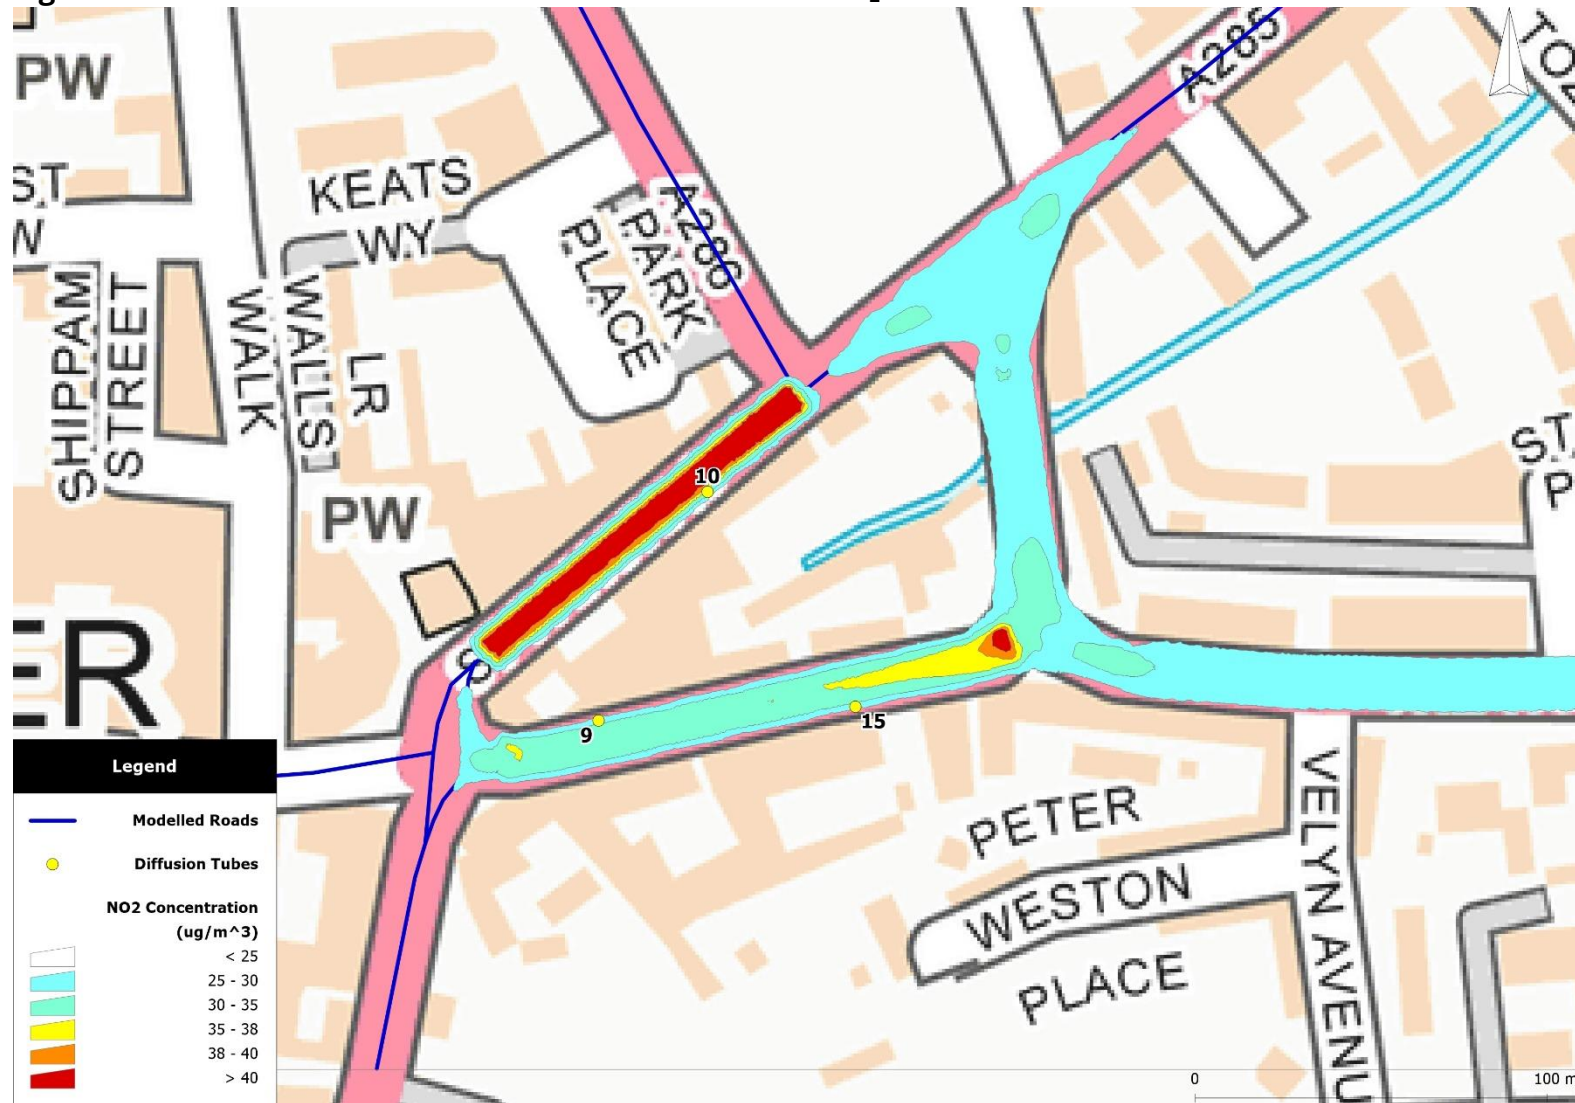 PW
ST
W
KEATS
WY
A286
PARK
PLACE
A285
SHIPPAM
STREET
WALK
WALLS
LR
PW
ER
10
9
15
ST
P
PETER
WESTON
PLACE
VELYN AVENU
Legend
Modelled Roads
Diffusion Tubes
NO2 Concentration
(ug/m^3)
< 25
25 - 30
30 - 35
35 - 38
38 - 40
> 40
0
100 m